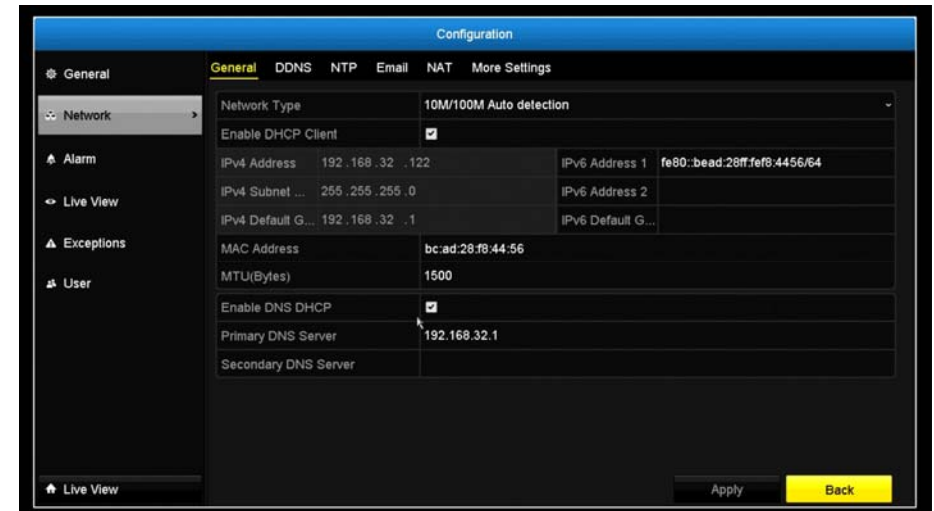 Configuration
General
Network
Alarm
Live View
Exceptions
User
Live View
General DDNS NTP Email NAT More Settings
Network Type 10M/100M Auto detection
Enable DHCP Client
IPv4 Address 192.168.32.122 IPv6 Address 1 fe80::bead:28ff:fef8:4456/64
IPv4 Subnet ... 255.255.255.0 IPv6 Address 2
IPv4 Default G... 192.168.32.1 IPv6 Default G...
MAC Address bc:ad:28:f8:44:56
MTU(Bytes) 1500
Enable DNS DHCP
Primary DNS Server 192.168.32.1
Secondary DNS Server
Apply Back